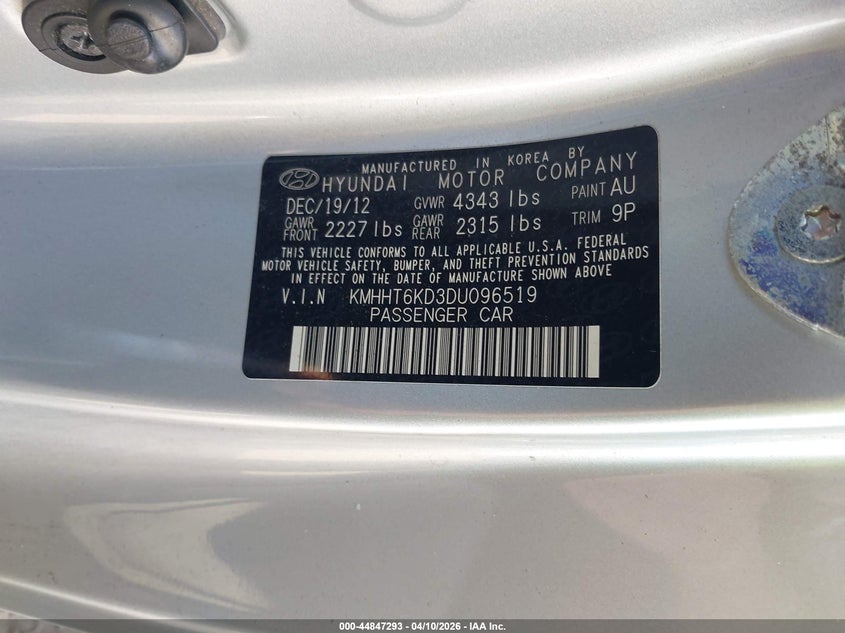 MANUFACTURED IN KOREA BY
HYUNDAI MOTOR COMPANY
DEC/19/12 GVWR 4343 lbs PAINT AU
GAWR FRONT 2227 lbs GAWR REAR 2315 lbs TRIM 9P
THIS VEHICLE CONFORMS TO ALL APPLICABLE U.S.A. FEDERAL
MOTOR VEHICLE SAFETY, BUMPER, AND THEFT PREVENTION STANDARDS
IN EFFECT ON THE DATE OF MANUFACTURE SHOWN ABOVE
V.I.N KMHHT6KD3DU096519
PASSENGER CAR
000-44847293 - 04/10/2026 - IAA Inc.